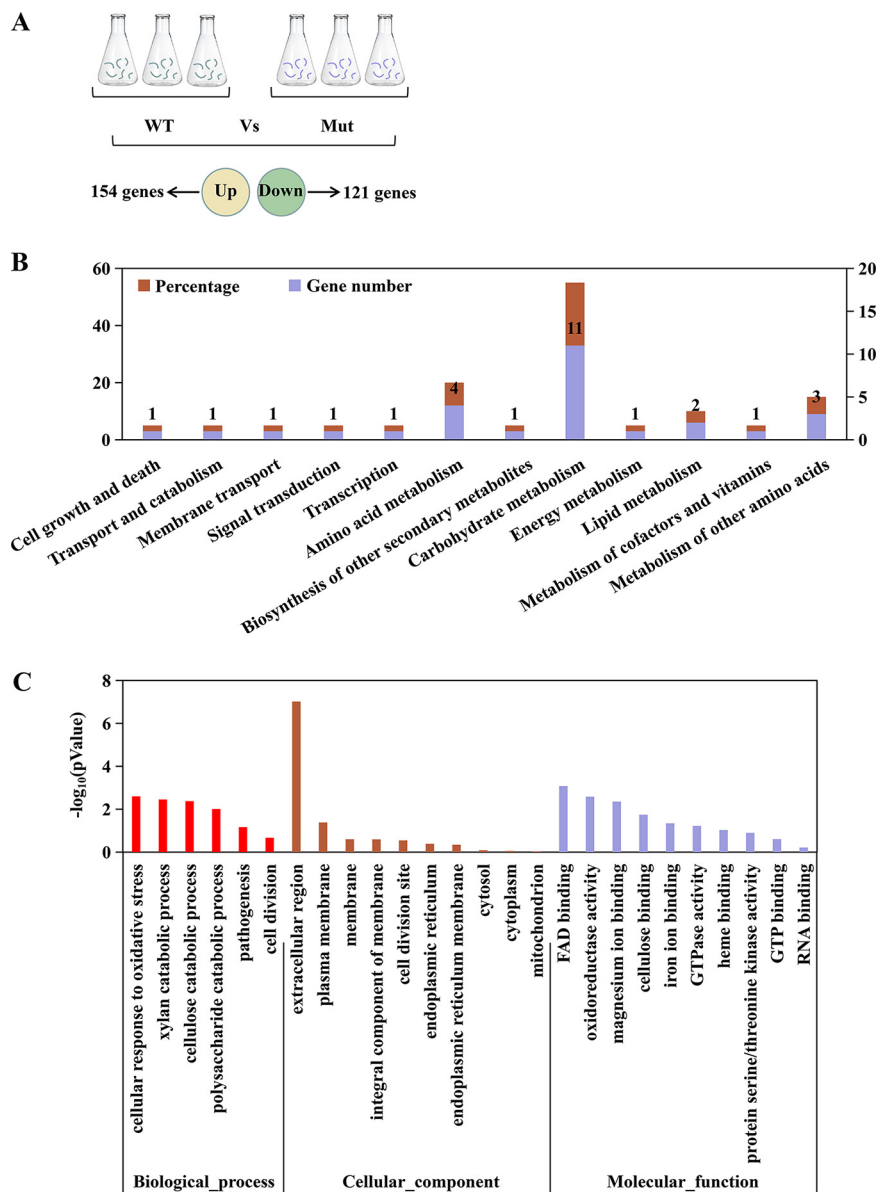 A
WT Vs Mut
154 genes Up Down 121 genes
B
60 20
Percentage Gene number
40 15
20 10
0 5
0
1 1 1 1 1 4 1 11 1 2 1 3
Cell growth and death
Transport and catabolism
Membrane transport
Signal transduction
Transcription
Amino acid metabolism
Biosynthesis of other secondary metabolites
Carbohydrate metabolism
Energy metabolism
Lipid metabolism
Metabolism of cofactors and vitamins
Metabolism of other amino acids
C
-log10(pValue)
8
6
4
2
0
cellular response to oxidative stress
xylan catabolic process
cellulose catabolic process
polysaccharide catabolic process
pathogenesis
cell division
extracellular region
plasma membrane
membrane
integral component of membrane
cell division site
endoplasmic reticulum
endoplasmic reticulum membrane
cytosol
cytoplasm
mitochondrion
FAD binding
oxidoreductase activity
magnesium ion binding
cellulose binding
iron ion binding
GTPase activity
heme binding
protein serine/threonine kinase activity
GTP binding
RNA binding
Biological_process Cellular_component Molecular_function